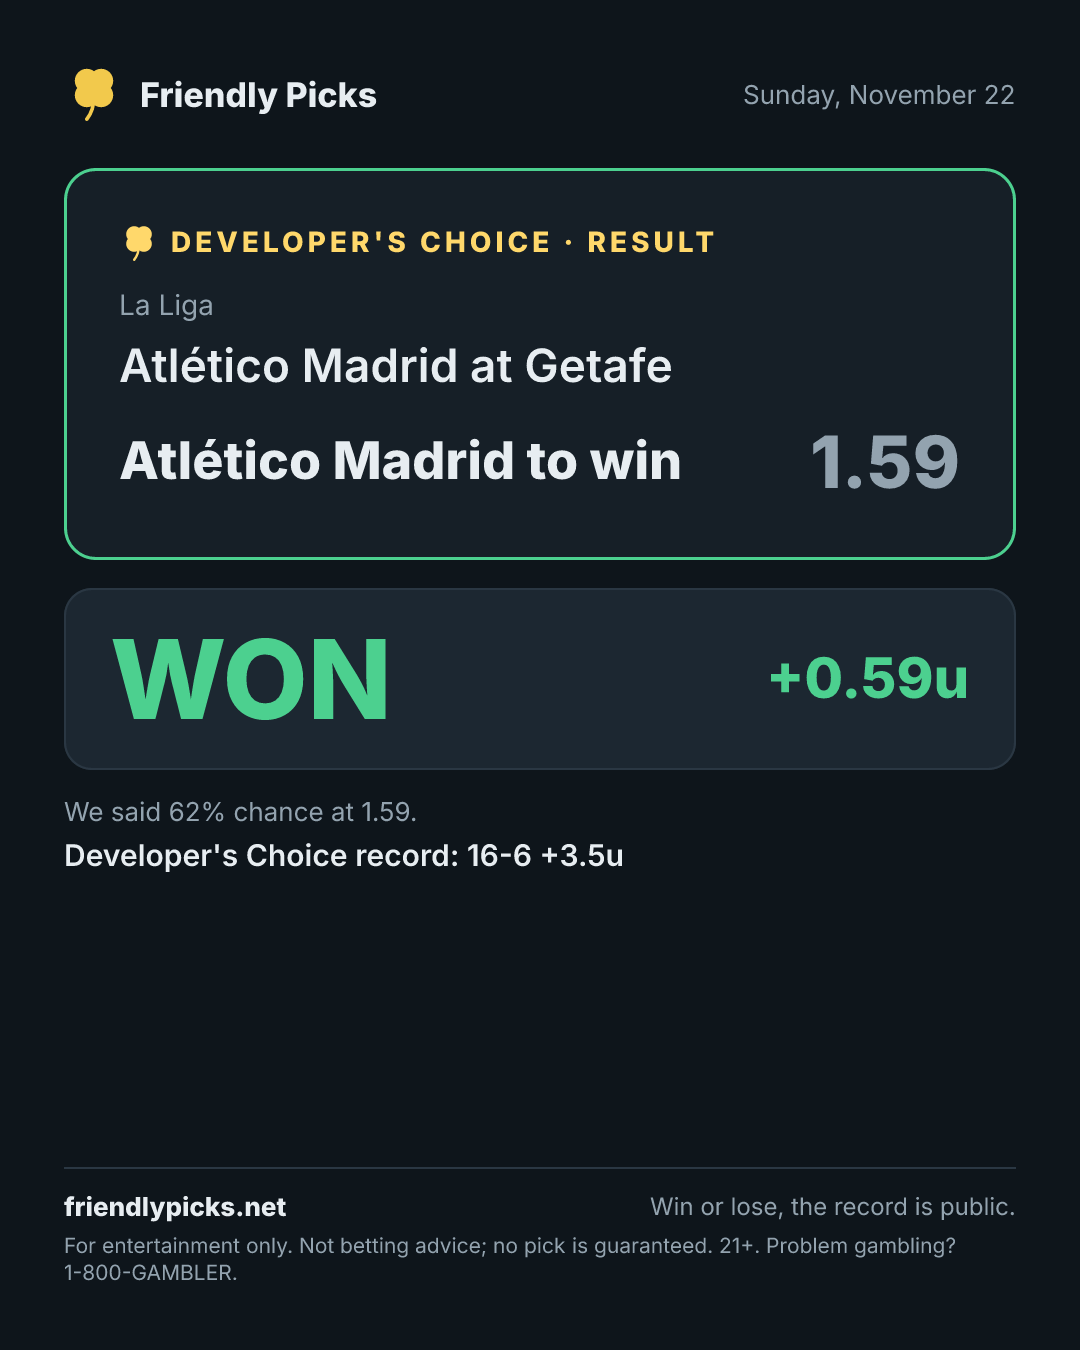 Friendly Picks
Sunday, November 22
DEVELOPER'S CHOICE · RESULT
La Liga
Atlético Madrid at Getafe
Atlético Madrid to win
1.59
WON
+0.59u
We said 62% chance at 1.59.
Developer's Choice record: 16-6 +3.5u
friendlypicks.net
Win or lose, the record is public.
For entertainment only. Not betting advice; no pick is guaranteed. 21+. Problem gambling?
1-800-GAMBLER.